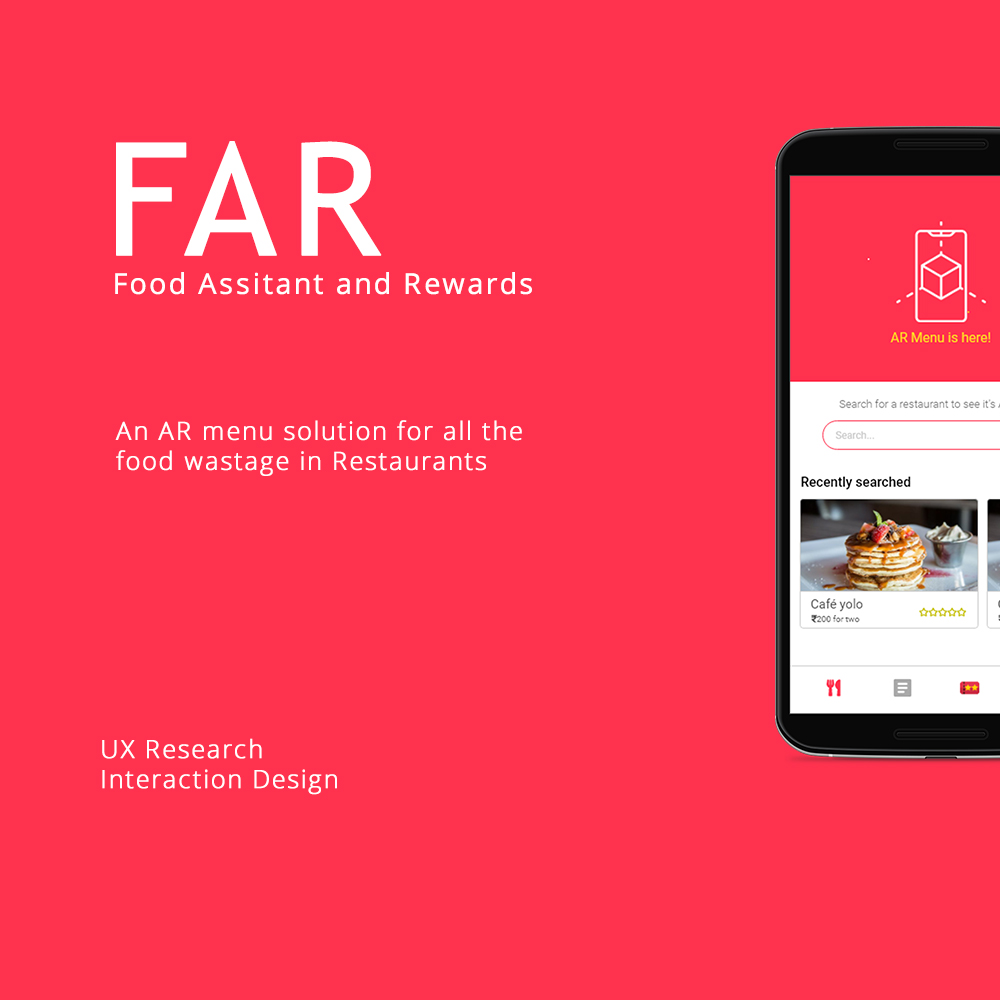 FAR
Food Assitant and Rewards
An AR menu solution for all the
food wastage in Restaurants
UX Research
Interaction Design
AR Menu is here!
Search for a restaurant to see it's
Search...
Recently searched
Café yolo
₹200 for two